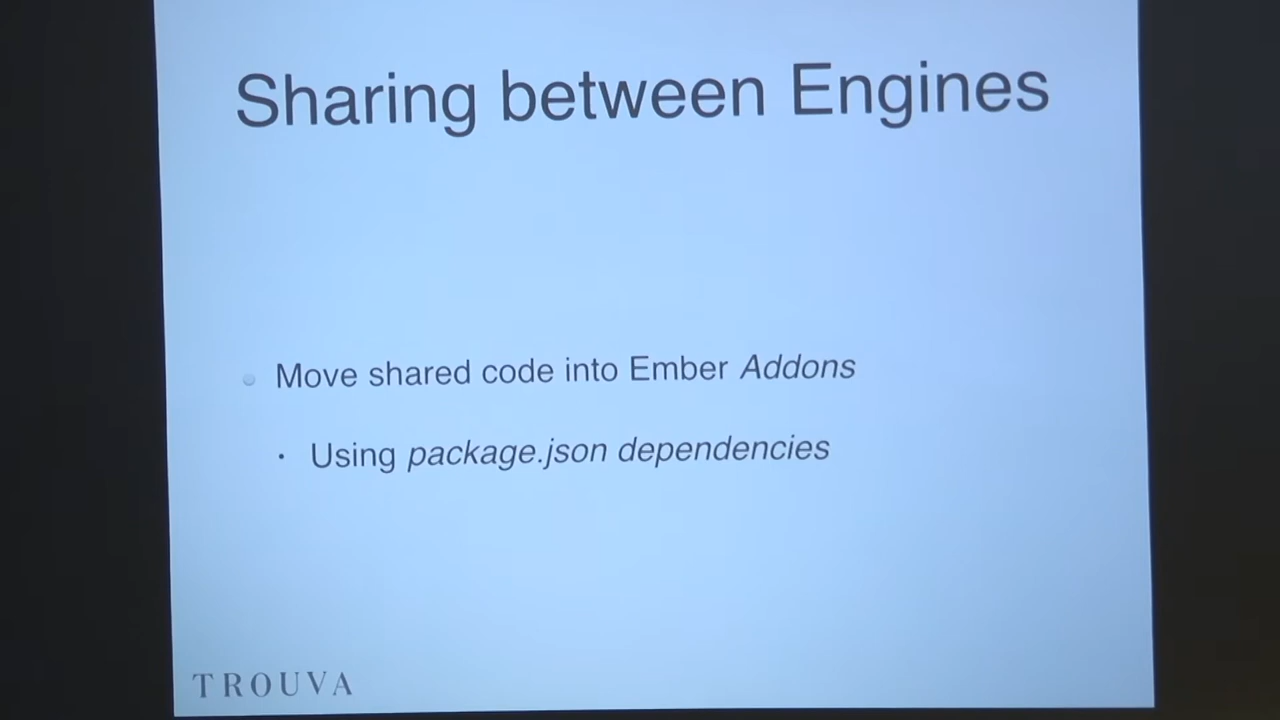 Sharing between Engines
Move shared code into Ember Addons
Using package.json dependencies
TROUVA